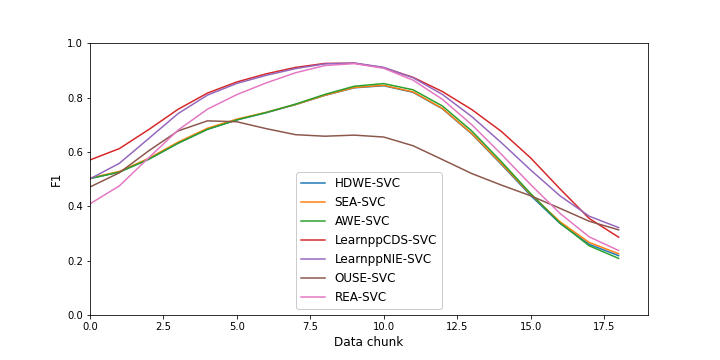 1.0
0.8
0.6
0.4
0.2
0.0
F1
HDWE-SVC
SEA-SVC
AWE-SVC
LearnppCDS-SVC
LearnppNIE-SVC
OUSE-SVC
REA-SVC
0.0 2.5 5.0 7.5 10.0 12.5 15.0 17.5
Data chunk